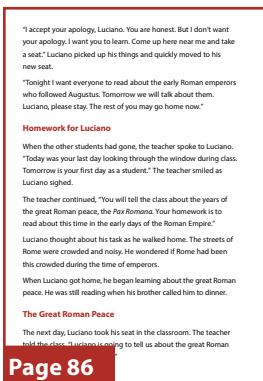 “I accept your apology, Luciano. You are honest. But I don’t want
your apology. I want you to learn. Come up here near me and take
a seat.” Luciano picked up his things and quickly moved to his
new seat.
“Tonight I want everyone to read about the early Roman emperors
who followed Augustus. Tomorrow we will talk about them.
Luciano, please stay. The rest of you may go home now.”
Homework for Luciano
When the other students had gone, the teacher spoke to Luciano.
“Today was your last day looking through the window during class.
Tomorrow is your first day as a student.” The teacher smiled as
Luciano sighed.
The teacher continued, “You will tell the class about the years of
the great Roman peace, the Pax Romana. Your homework is to
read about this time in the early days of the Roman Empire.”
Luciano thought about his task as he walked home. The streets of
Rome were crowded and noisy. He wondered if Rome had been
this crowded during the time of emperors.
When Luciano got home, he began learning about the great Roman
peace. He was still reading when his brother called him to dinner.
The Great Roman Peace
The next day, Luciano took his seat in the classroom. The teacher
told the class, “Luciano is going to tell us about the great Roman
Page 86